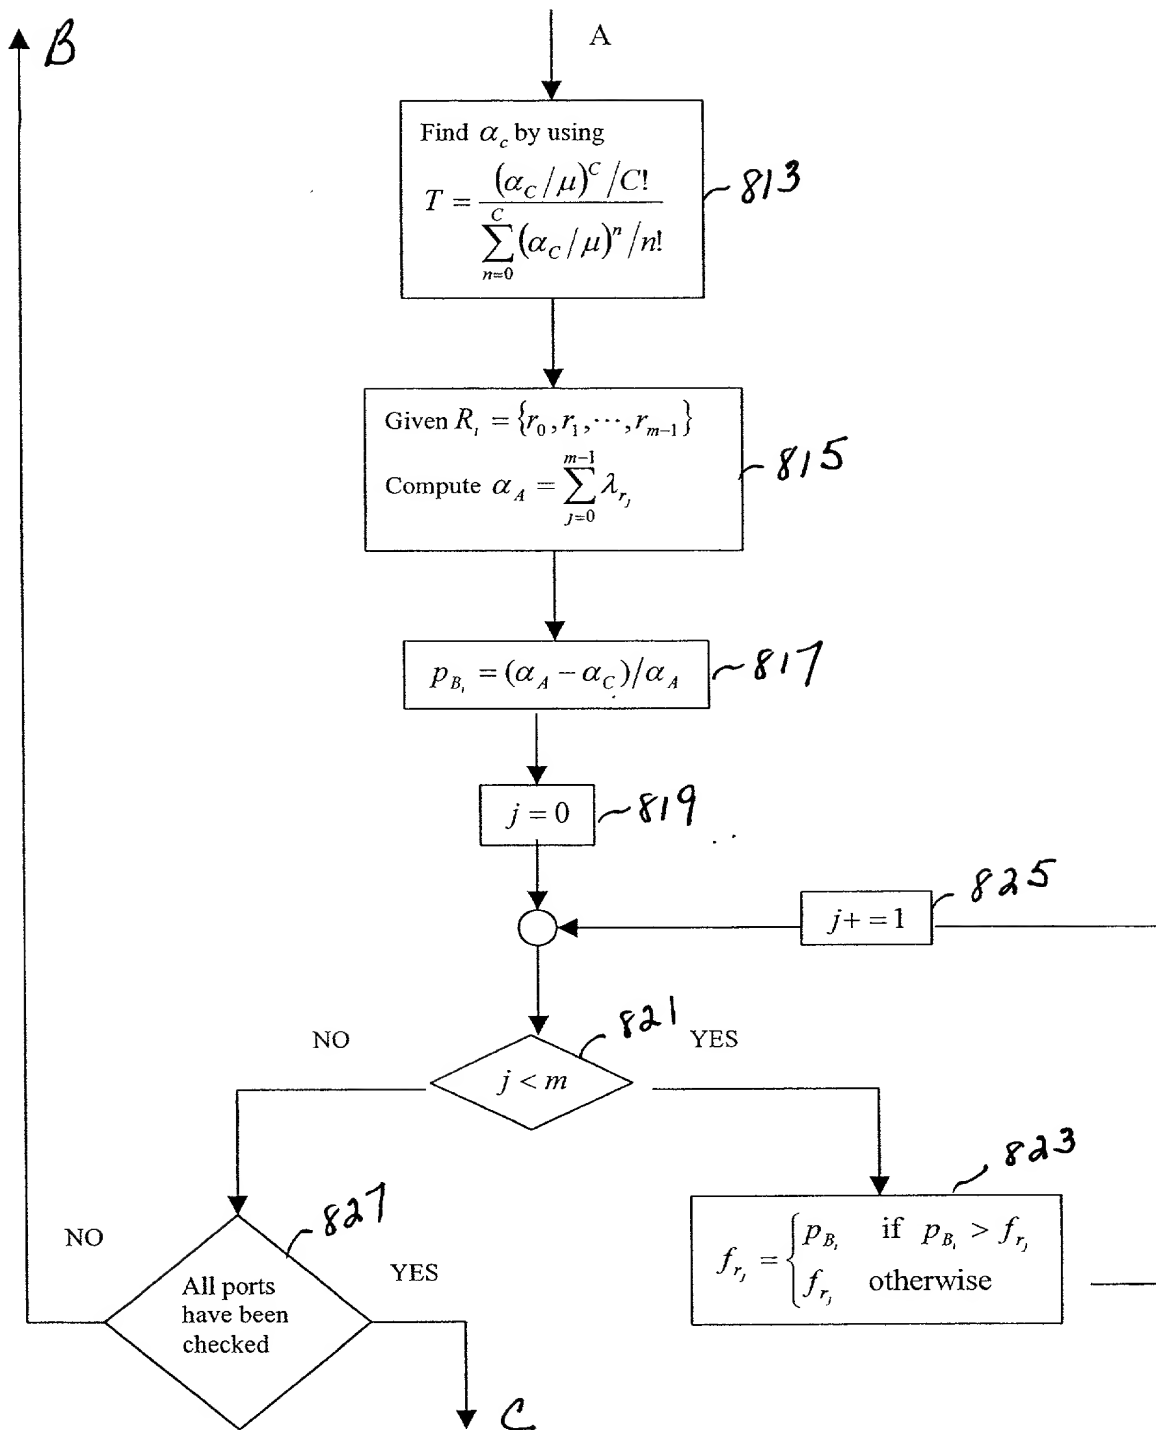 B
A
Find α_c by using
T = (α_C/μ)^C/C! / ∑_{n=0}^{C} (α_C/μ)^n/n!
813
Given R_i = {r_0, r_1, ⋯, r_{m-1}}
Compute α_A = ∑_{j=0}^{m-1} λ_{r_j}
815
p_{B_i} = (α_A − α_C)/α_A
817
j = 0
819
825
j+ = 1
821
NO
YES
j < m
823
827
f_{r_j} = { p_{B_i} if p_{B_i} > f_{r_j}
f_{r_j} otherwise
NO
YES
All ports
have been
checked
C